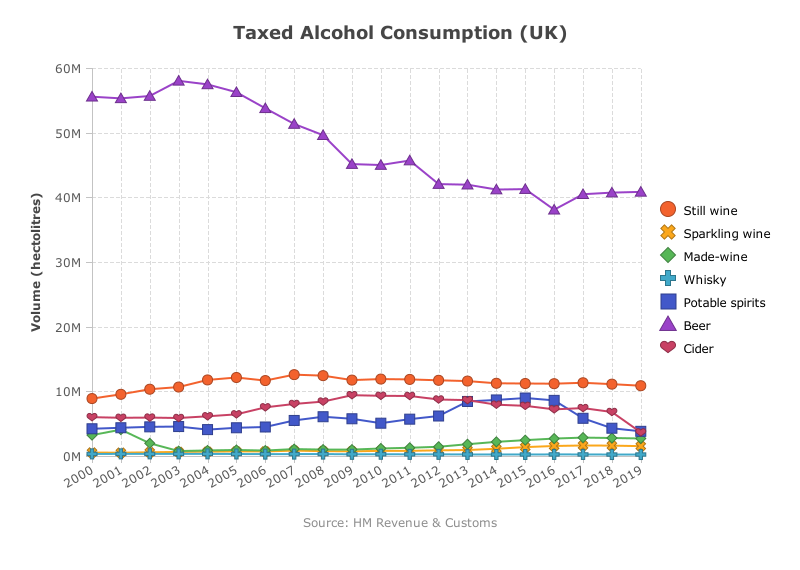 Taxed Alcohol Consumption (UK)
60M
50M
40M
30M
20M
10M
0M
Volume (hectolitres)
2000
2001
2002
2003
2004
2005
2006
2007
2008
2009
2010
2011
2012
2013
2014
2015
2016
2017
2018
2019
Still wine
Sparkling wine
Made-wine
Whisky
Potable spirits
Beer
Cider
Source: HM Revenue & Customs